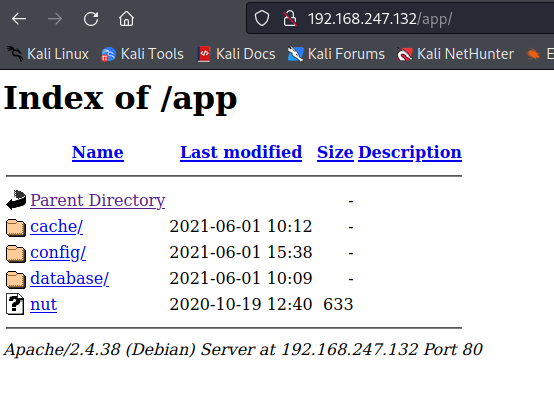 192.168.247.132/app/
Kali Linux Kali Tools Kali Docs Kali Forums Kali NetHunter E
Index of /app
Name Last modified Size Description
Parent Directory -
cache/ 2021-06-01 10:12 -
config/ 2021-06-01 15:38 -
database/ 2021-06-01 10:09 -
nut 2020-10-19 12:40 633
Apache/2.4.38 (Debian) Server at 192.168.247.132 Port 80